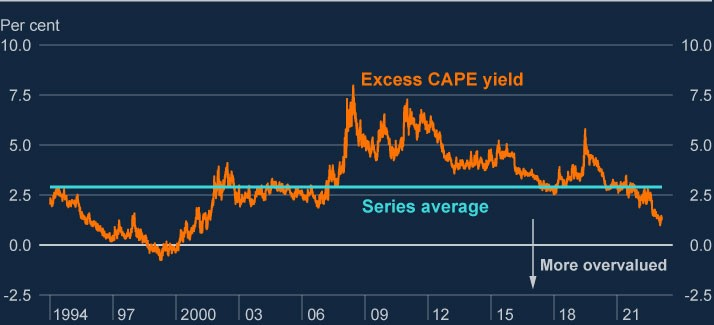 Per cent
10.0 10.0
Excess CAPE yield
7.5 7.5
5.0 5.0
2.5 2.5
Series average
0.0 0.0
More overvalued
-2.5 -2.5
1994 97 2000 03 06 09 12 15 18 21